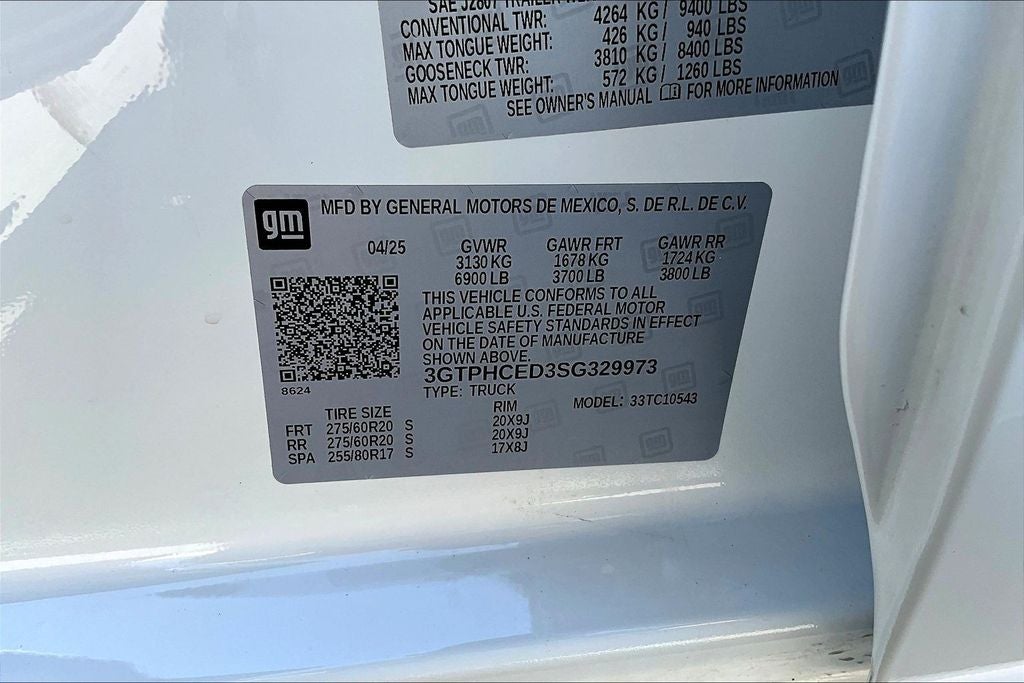 SAE J2807 TRAILER
CONVENTIONAL TWR: 4264 KG/ 9400 LBS
MAX TONGUE WEIGHT: 426 KG/ 940 LBS
GOOSENECK TWR: 3810 KG/ 8400 LBS
MAX TONGUE WEIGHT: 572 KG/ 1260 LBS
SEE OWNER'S MANUAL FOR MORE INFORMATION
gm MFD BY GENERAL MOTORS DE MEXICO, S. DE R.L. DE C.V.
04/25 GVWR GAWR FRT GAWR RR
3130 KG 1678 KG 1724 KG
6900 LB 3700 LB 3800 LB
THIS VEHICLE CONFORMS TO ALL
APPLICABLE U.S. FEDERAL MOTOR
VEHICLE SAFETY STANDARDS IN EFFECT
ON THE DATE OF MANUFACTURE
SHOWN ABOVE.
3GTPHCED3SG329973
8624
TYPE: TRUCK MODEL: 33TC10543
TIRE SIZE RIM
FRT 275/60R20 S 20X9J
RR 275/60R20 S 20X9J
SPA 255/80R17 S 17X8J